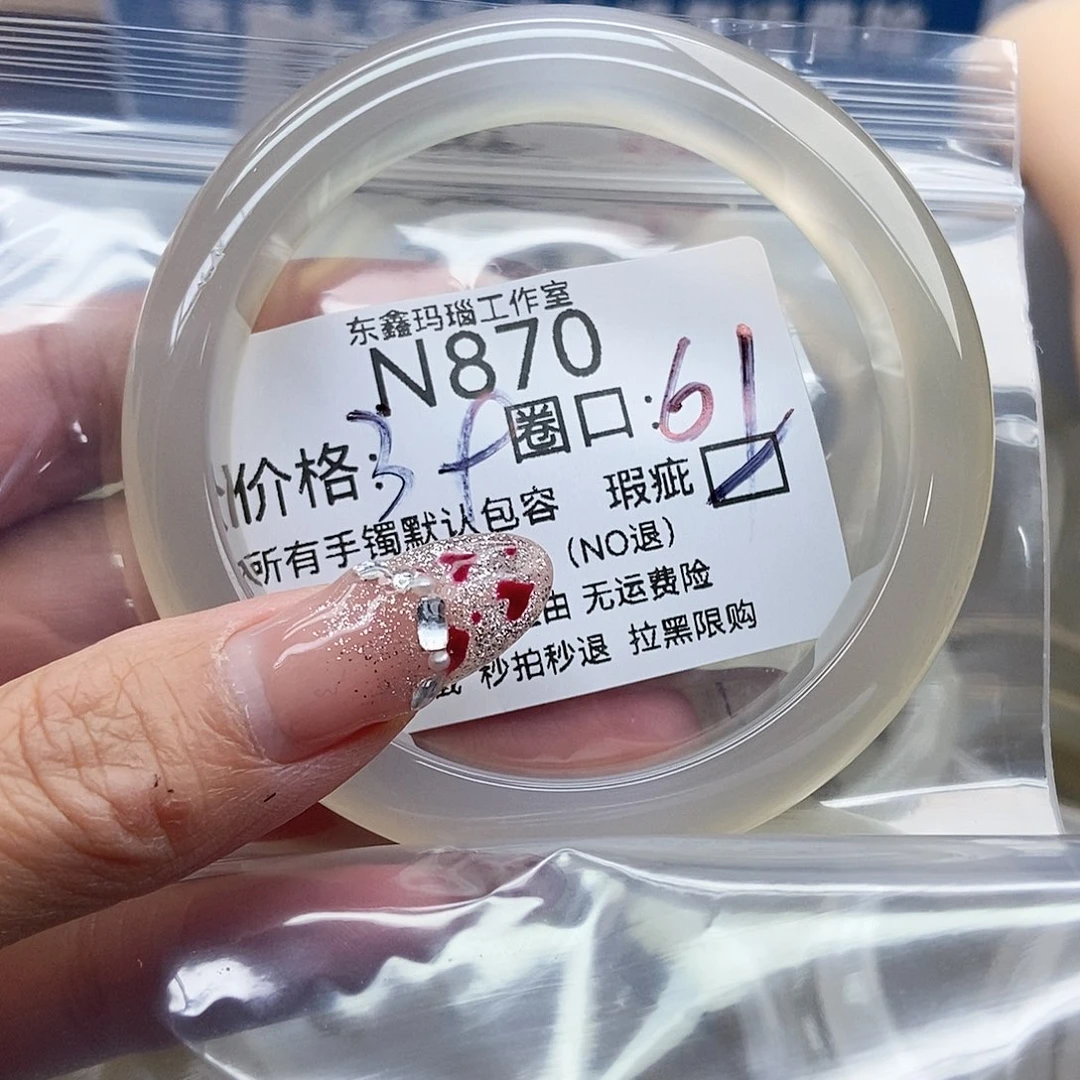 东鑫玛瑙工作室
N870
价格: 圈口:61
所有手镯默认包容 瑕疵
(NO退)
由 无运费险
秒拍秒退 拉黑限购